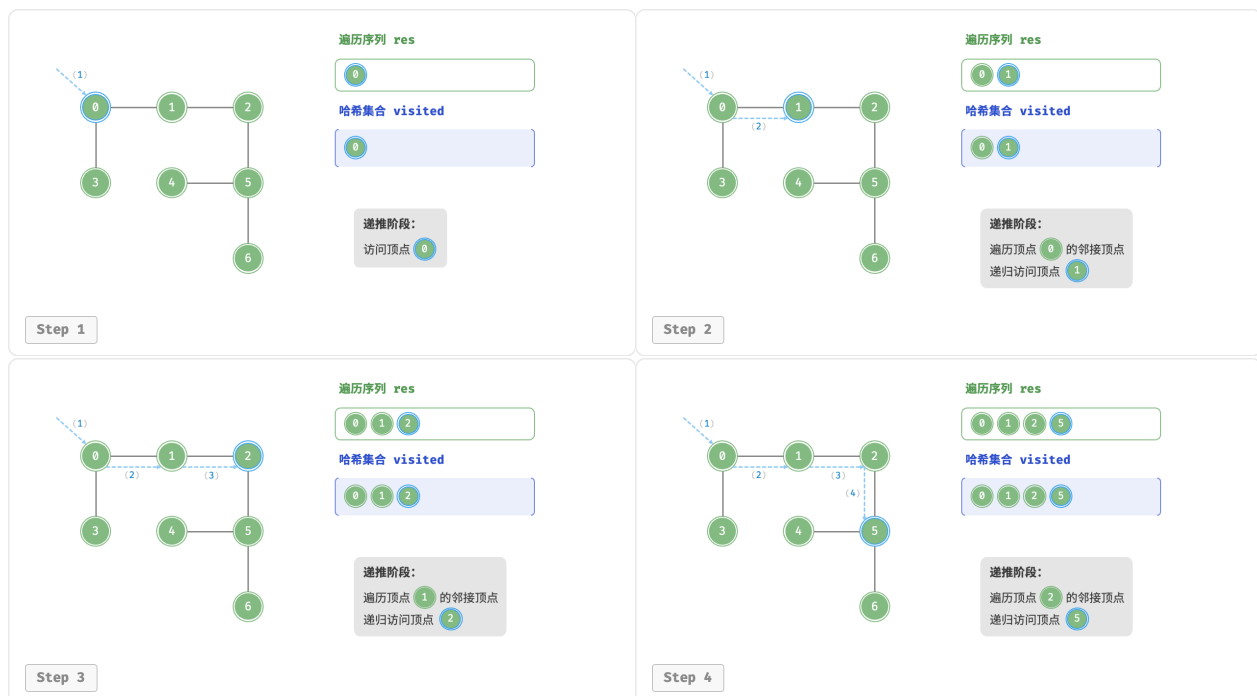 遍历序列 res
(1)
0
哈希集合 visited
0 1 2
0
3 4 5
递推阶段：
访问顶点 0
6
Step 1
遍历序列 res
(1)
0 1
0 1 2
哈希集合 visited
(2)
0 1
3 4 5
递推阶段：
遍历顶点 0 的邻接顶点
6
递归访问顶点 1
Step 2
遍历序列 res
(1)
0 1 2
0 1 2
哈希集合 visited
(2) (3)
0 1 2
3 4 5
递推阶段：
遍历顶点 1 的邻接顶点
6
递归访问顶点 2
Step 3
遍历序列 res
(1)
0 1 2 5
0 1 2
哈希集合 visited
(2) (3)
(4)
0 1 2 5
3 4 5
递推阶段：
遍历顶点 2 的邻接顶点
6
递归访问顶点 5
Step 4